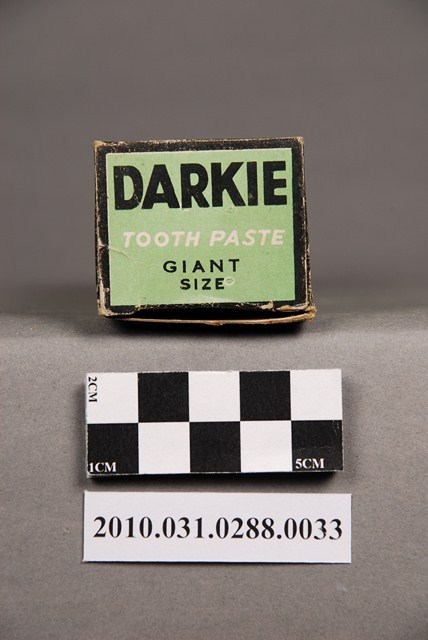 DARKIE
TOOTH PASTE
GIANT
SIZE
2CM
1CM
5CM
2010.031.0288.0033